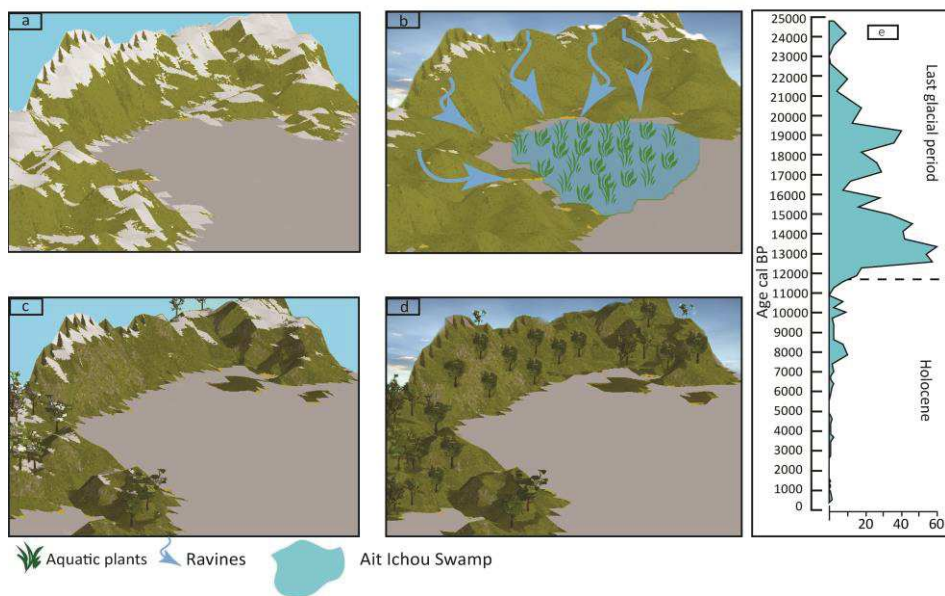 a
b
c
d
e
25000
24000
23000
22000
21000
20000
19000
18000
17000
16000
15000
14000
13000
12000
11000
10000
9000
8000
7000
6000
5000
4000
3000
2000
1000
0
20
40
60
Age cal BP
Last glacial period
Holocene
Aquatic plants
Ravines
Ait Ichou Swamp